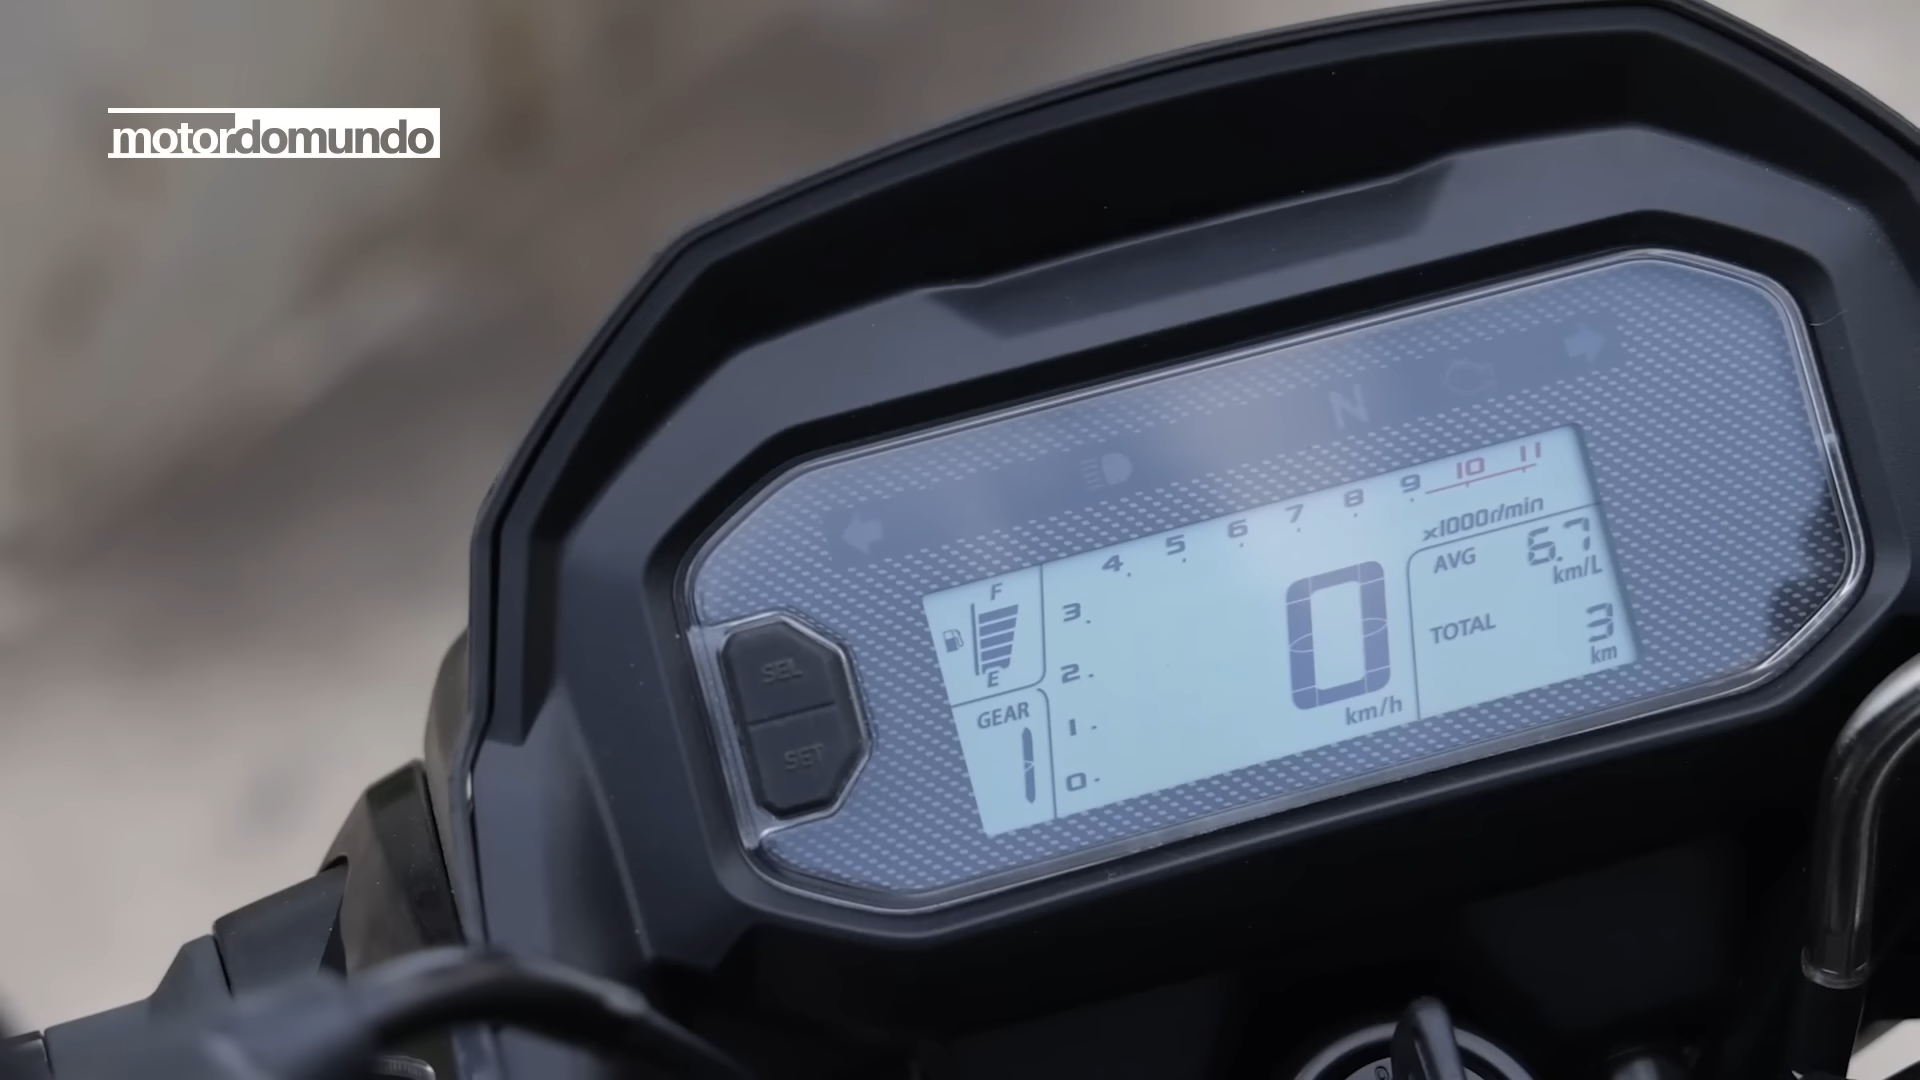 motordomundo
N
4 5 6 7 8 9 10 11
x1000r/min
F
E
3
2
1
0
0
km/h
AVG
6.7
km/L
TOTAL
3
km
GEAR
1
SEL
SET